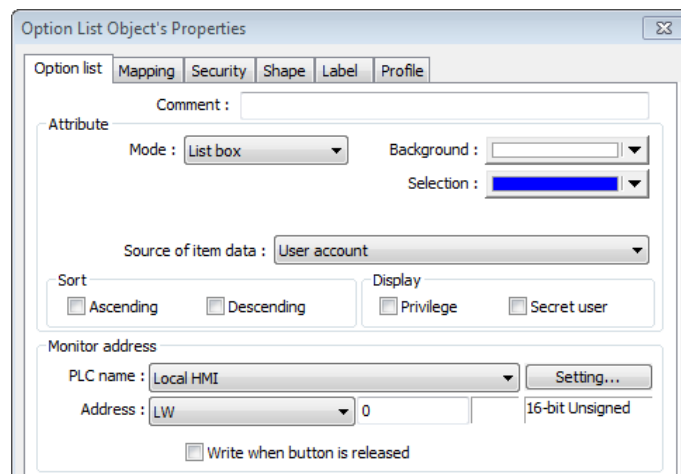 Option List Object's Properties
Option list Mapping Security Shape Label Profile
Comment :
Attribute
Mode : List box Background :
Selection :
Source of item data : User account
Sort Display
Ascending Descending Privilege Secret user
Monitor address
PLC name : Local HMI Setting...
Address : LW 0 16-bit Unsigned
Write when button is released